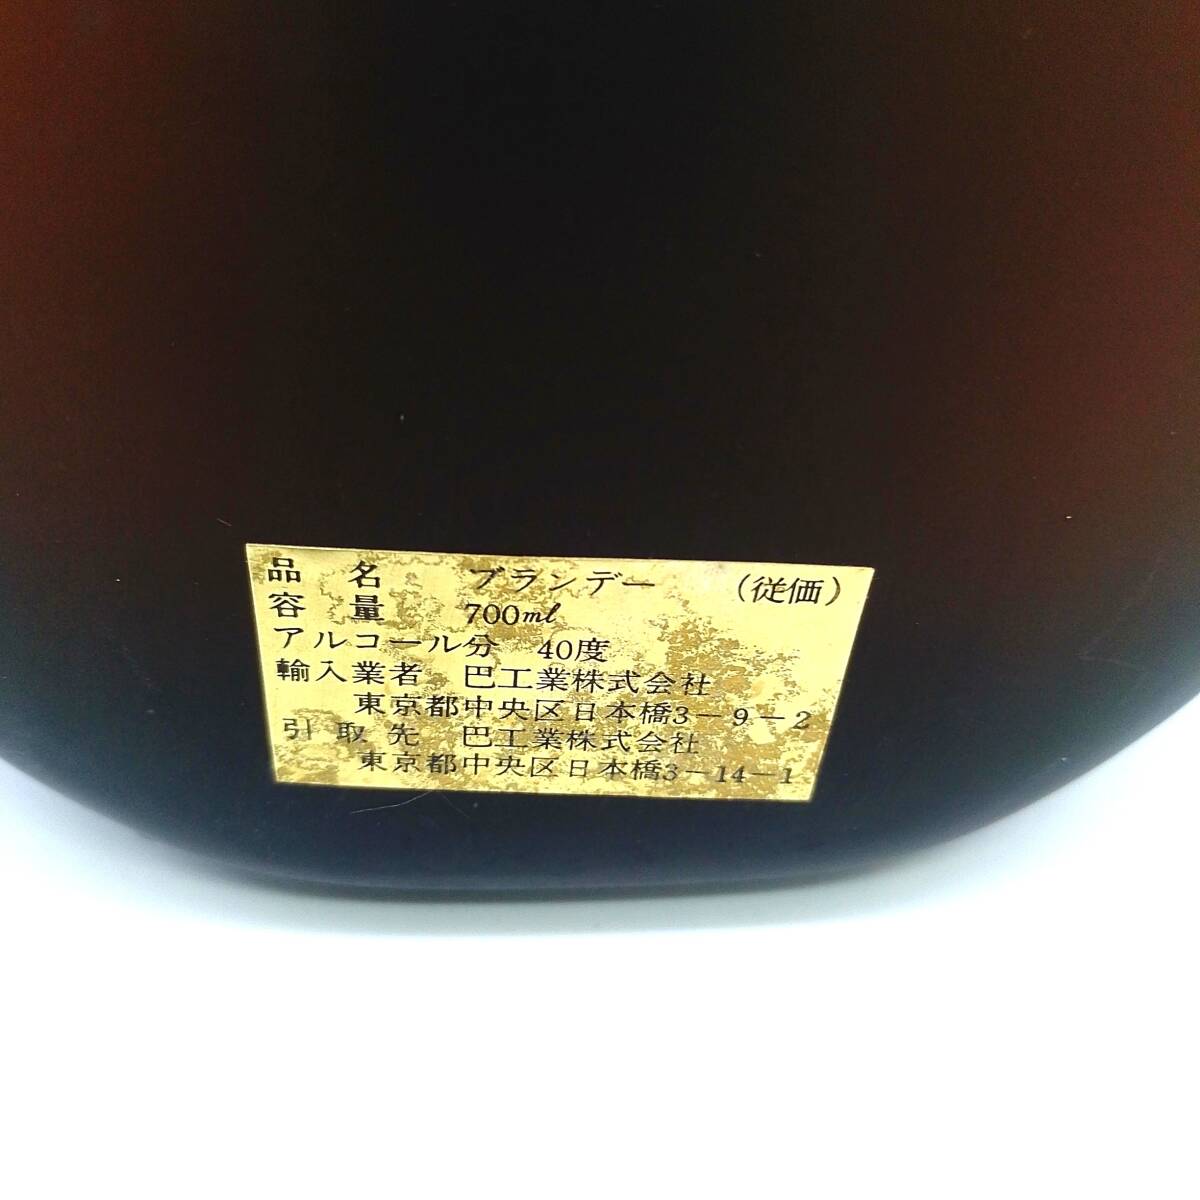 品名 ブランデー (従価)
容量 700ml
アルコール分 40度
輸入業者 巴工業株式会社
東京都中央区日本橋3-9-2
引取先 巴工業株式会社
東京都中央区日本橋3-14-1